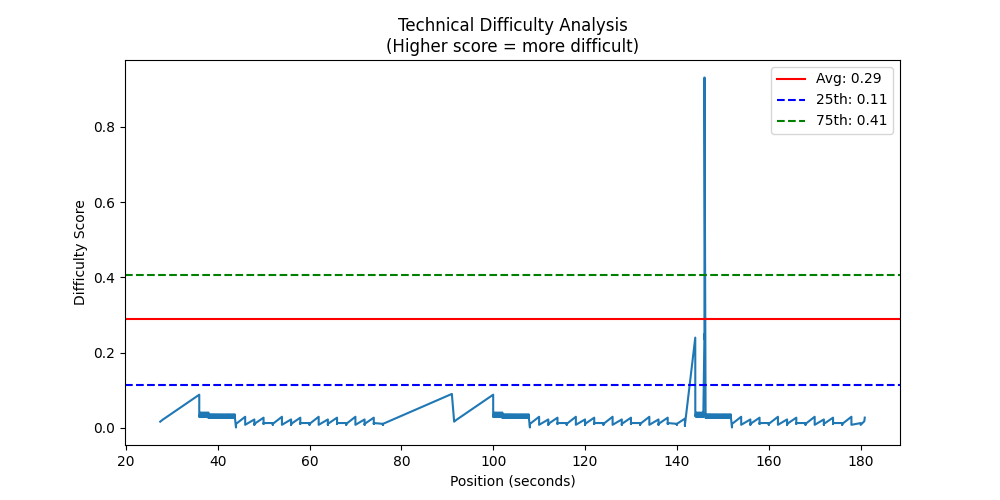 Technical Difficulty Analysis
(Higher score = more difficult)
Avg: 0.29
25th: 0.11
75th: 0.41
Difficulty Score
0.8
0.6
0.4
0.2
0.0
20 40 60 80 100 120 140 160 180
Position (seconds)